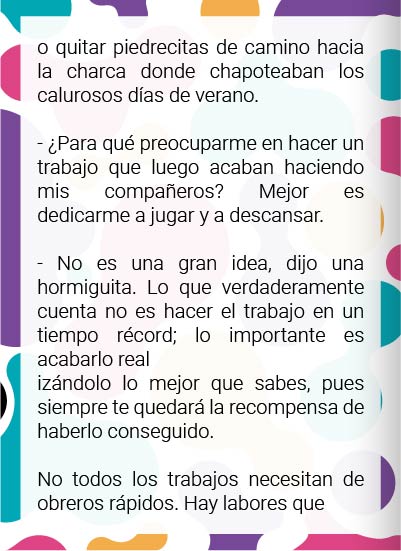 o quitar piedrecitas de camino hacia
la charca donde chapoteaban los
calurosos días de verano.
- ¿Para qué preocuparme en hacer un
trabajo que luego acaban haciendo
mis compañeros? Mejor es
dedicarme a jugar y a descansar.
- No es una gran idea, dijo una
hormiguita. Lo que verdaderamente
cuenta no es hacer el trabajo en un
tiempo récord; lo importante es
acabarlo real
izándolo lo mejor que sabes, pues
siempre te quedará la recompensa de
haberlo conseguido.
No todos los trabajos necesitan de
obreros rápidos. Hay labores que